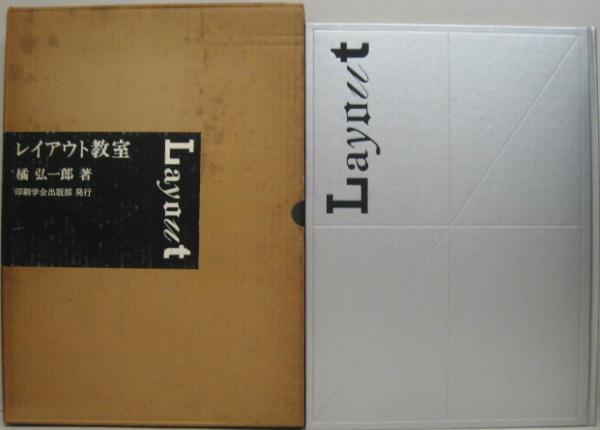 レイアウト教室
橘 弘一郎 著
印刷学会出版部 発行
Layout
Layout